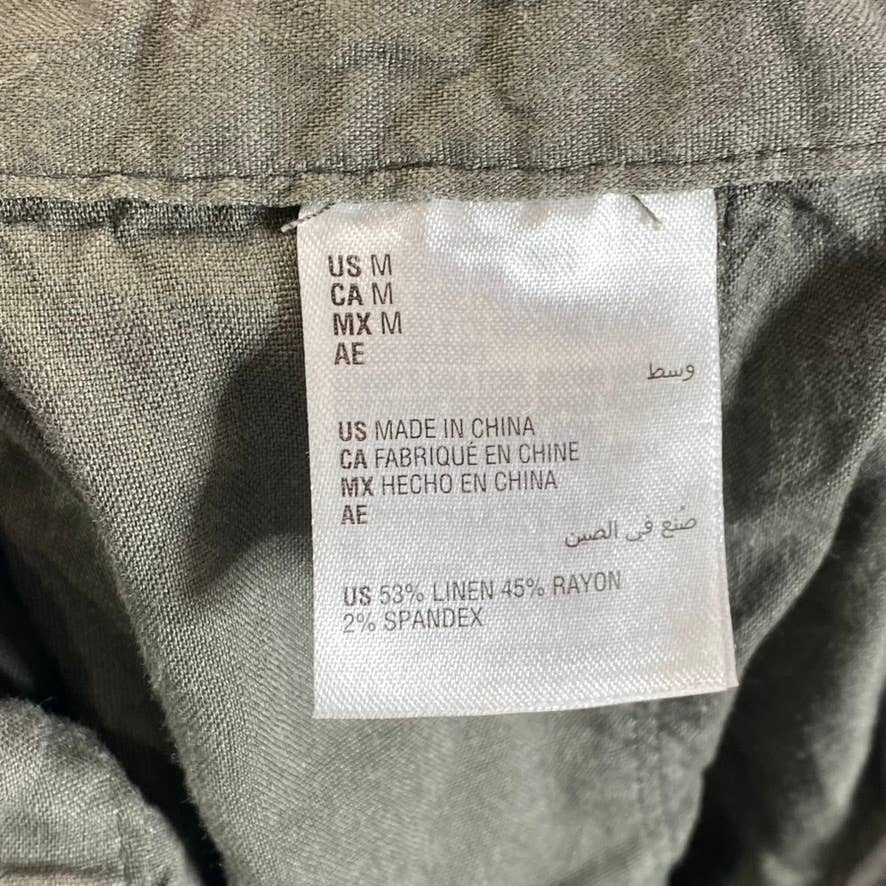 US M
CA M
MX M
AE
وسط
US MADE IN CHINA
CA FABRIQUÉ EN CHINE
MX HECHO EN CHINA
AE
صُنع في الصين
US 53% LINEN 45% RAYON
2% SPANDEX